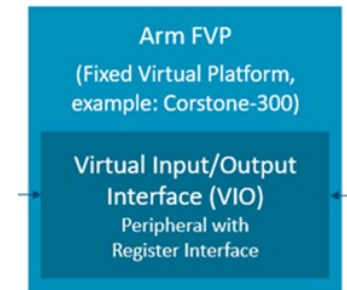 Arm FVP
(Fixed Virtual Platform,
example: Corstone-300)
Virtual Input/Output
Interface (VIO)
Peripheral with
Register Interface